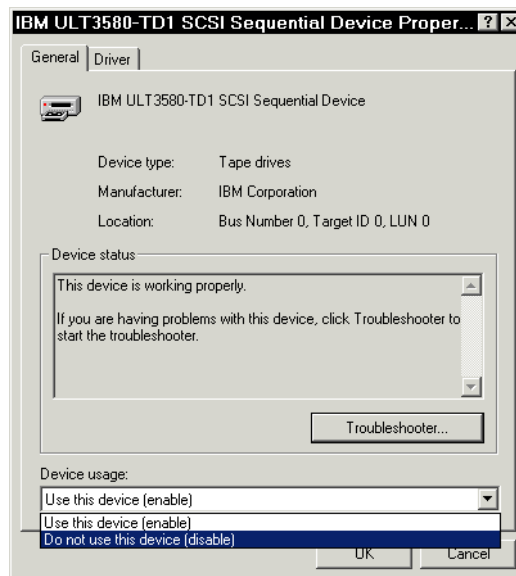 IBM ULT3580-TD1 SCSI Sequential Device Proper... ? X
General Driver
IBM ULT3580-TD1 SCSI Sequential Device
Device type: Tape drives
Manufacturer: IBM Corporation
Location: Bus Number 0, Target ID 0, LUN 0
Device status
This device is working properly.
If you are having problems with this device, click Troubleshooter to
start the troubleshooter.
Troubleshooter...
Device usage:
Use this device (enable)
Use this device (enable)
Do not use this device (disable)
OK Cancel